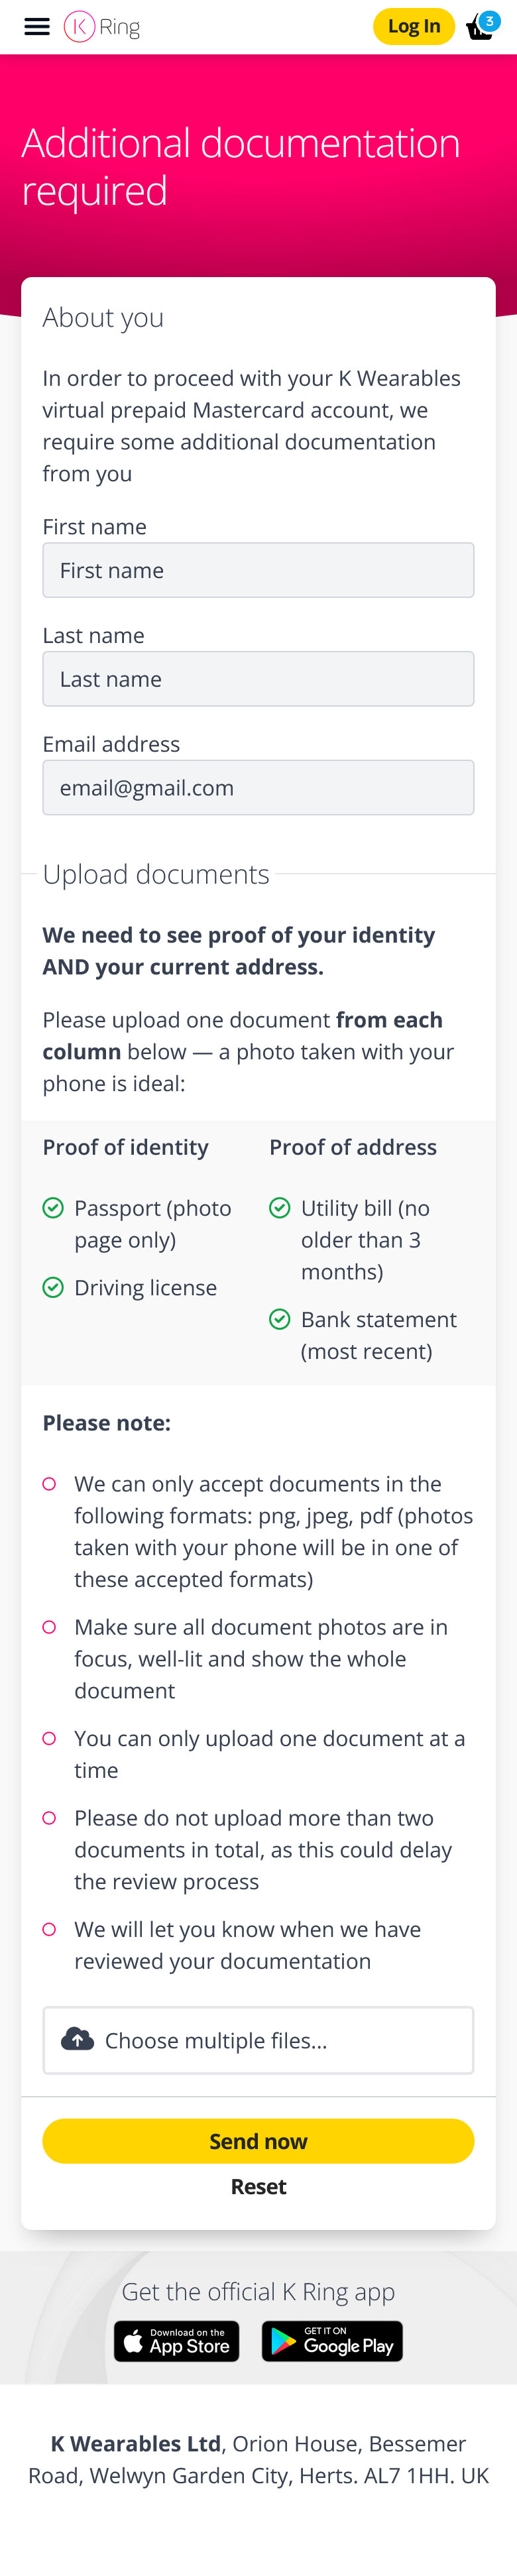 K Ring
Log In
3
Additional documentation
required
About you
In order to proceed with your K Wearables
virtual prepaid Mastercard account, we
require some additional documentation
from you
First name
First name
Last name
Last name
Email address
email@gmail.com
Upload documents
We need to see proof of your identity
AND your current address.
Please upload one document from each
column below — a photo taken with your
phone is ideal:
Proof of identity
Passport (photo
page only)
Driving license
Proof of address
Utility bill (no
older than 3
months)
Bank statement
(most recent)
Please note:
We can only accept documents in the
following formats: png, jpeg, pdf (photos
taken with your phone will be in one of
these accepted formats)
Make sure all document photos are in
focus, well-lit and show the whole
document
You can only upload one document at a
time
Please do not upload more than two
documents in total, as this could delay
the review process
We will let you know when we have
reviewed your documentation
Choose multiple files...
Send now
Reset
Get the official K Ring app
Download on the
App Store
GET IT ON
Google Play
K Wearables Ltd, Orion House, Bessemer
Road, Welwyn Garden City, Herts. AL7 1HH. UK